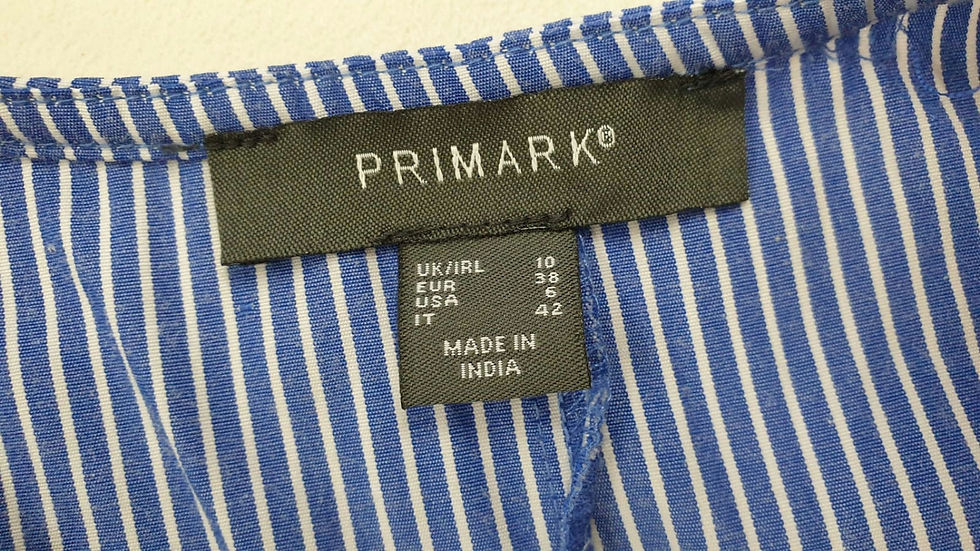 PRIMARK®
UK/IRL 10
EUR 38
USA 6
IT 42
MADE IN
INDIA